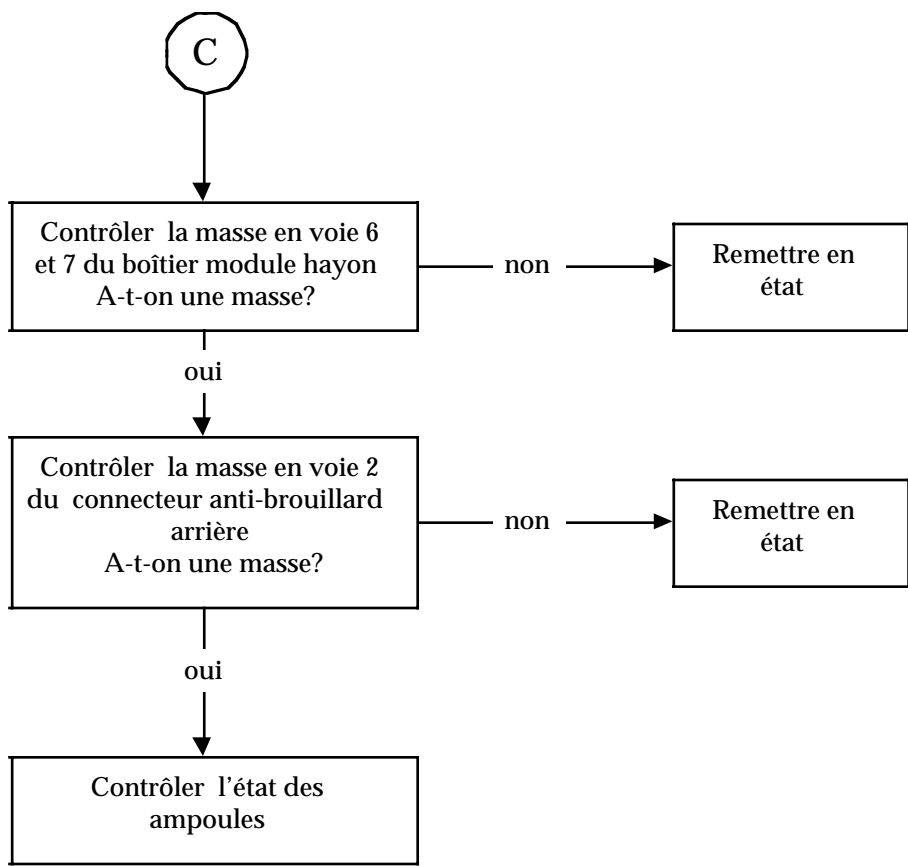 C
Contrôler la masse en voie 6
et 7 du boîtier module hayon
A-t-on une masse?
non
Remettre en
état
oui
Contrôler la masse en voie 2
du connecteur anti-brouillard
arrière
A-t-on une masse?
non
Remettre en
état
oui
Contrôler l'état des
ampoules